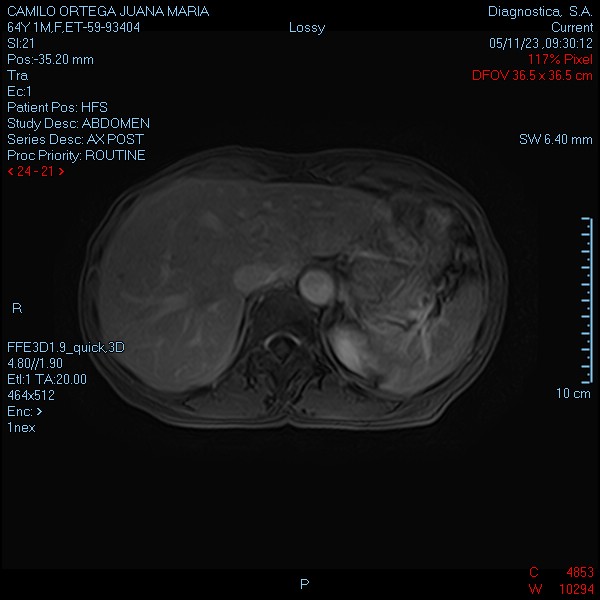 CAMILO ORTEGA JUANA MARIA
64Y 1M,F,ET-59-93404
Sl:21
Pos:-35.20 mm
Tra
Ec:1
Patient Pos: HFS
Study Desc: ABDOMEN
Series Desc: AX POST
Proc Priority: ROUTINE
< 24 - 21 >
Lossy
Diagnostica, S.A.
Current
05/11/23 ,09:30:12
117% Pixel
DFOV 36.5 x 36.5 cm
SW 6.40 mm
R
10 cm
FFE3D1.9_quick,3D
4.80//1.90
Etl:1 TA:20.00
464x512
Enc: >
1nex
P
C 4853
W 10294